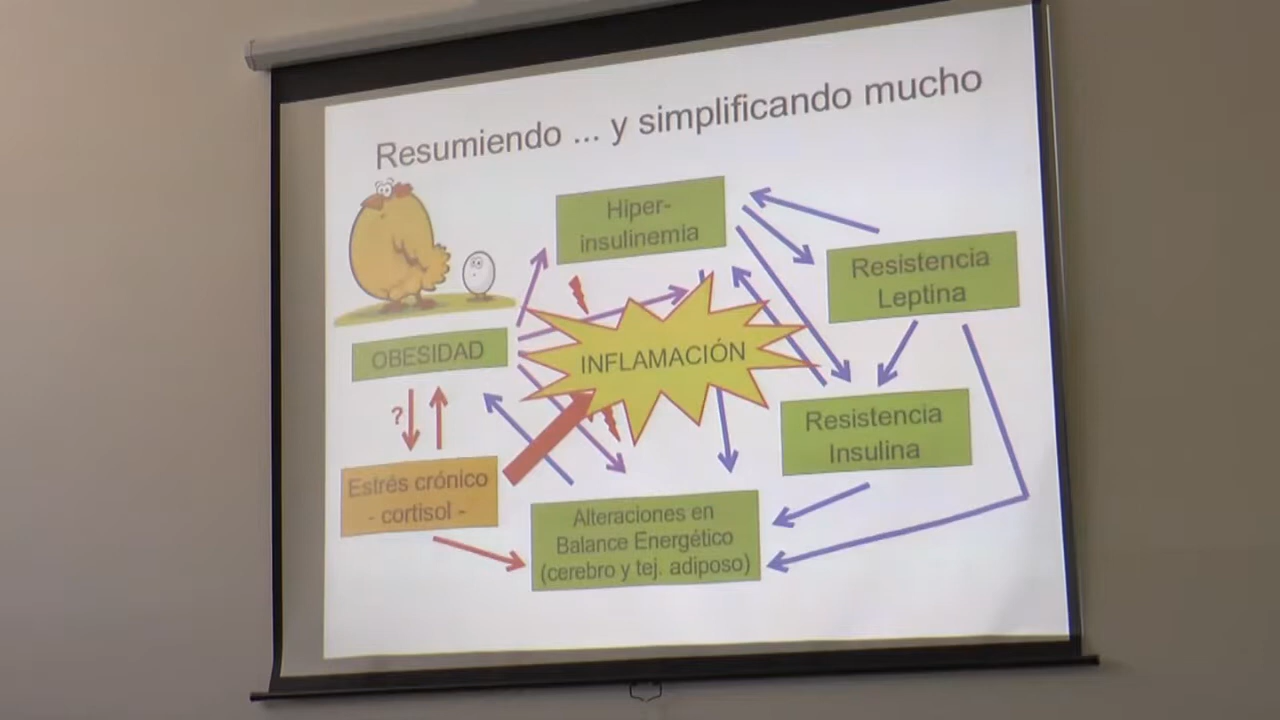 Resumiendo ... y simplificando mucho
Hiper-
insulinemia
Resistencia
Leptina
OBESIDAD
INFLAMACIÓN
?
Resistencia
Insulina
Estrés crónico
- cortisol -
Alteraciones en
Balance Energético
(cerebro y tej. adiposo)